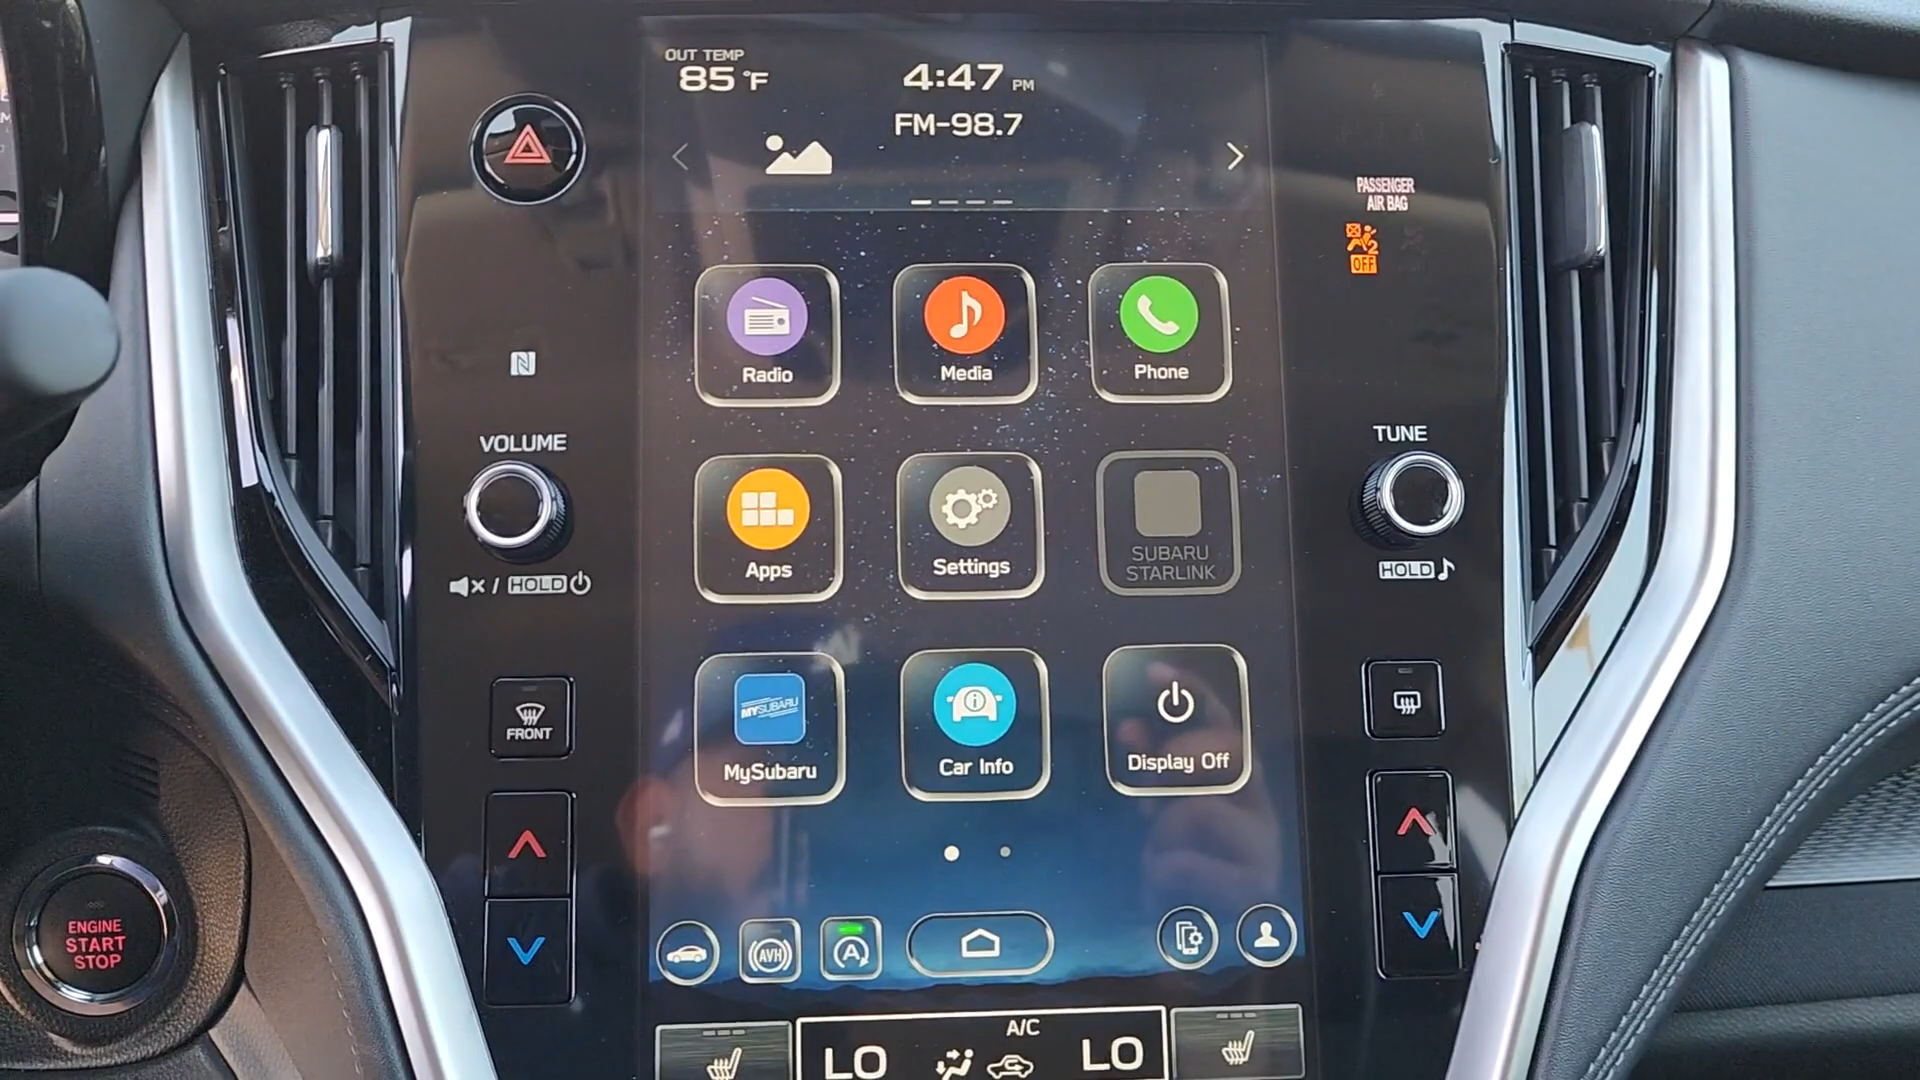 OUT TEMP
85 °F
4:47 PM
FM-98.7
PASSENGER
AIR BAG
2
OFF
Radio
Media
Phone
VOLUME
TUNE
HOLD
HOLD
Apps
Settings
SUBARU
STARLINK
FRONT
MYSUBARU
MySubaru
Car Info
Display Off
ENGINE
START
STOP
AVH
A
A/C
LO
LO